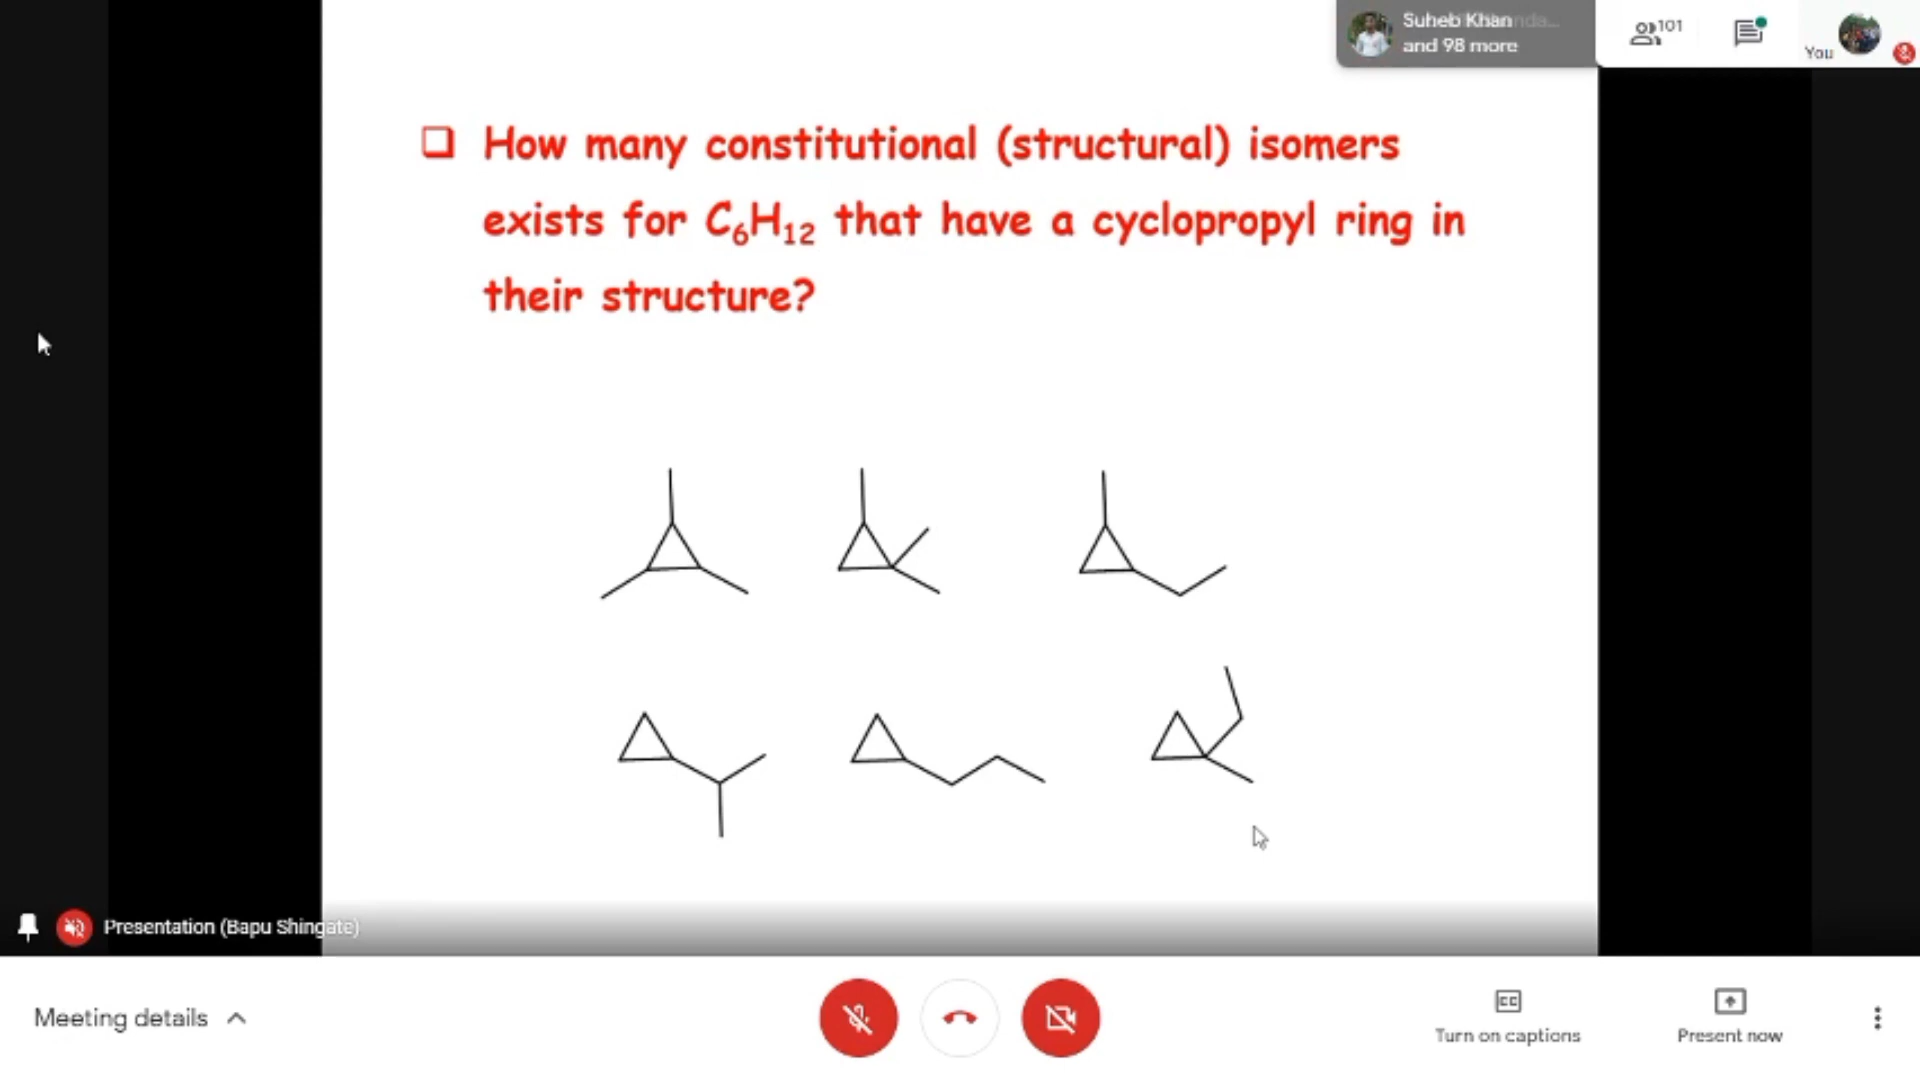 Suheb Khan
and 98 more
101
You
❑ How many constitutional (structural) isomers
exists for C₆H₁₂ that have a cyclopropyl ring in
their structure?
Presentation (Bapu Shingate)
Meeting details
CC
Turn on captions
Present now